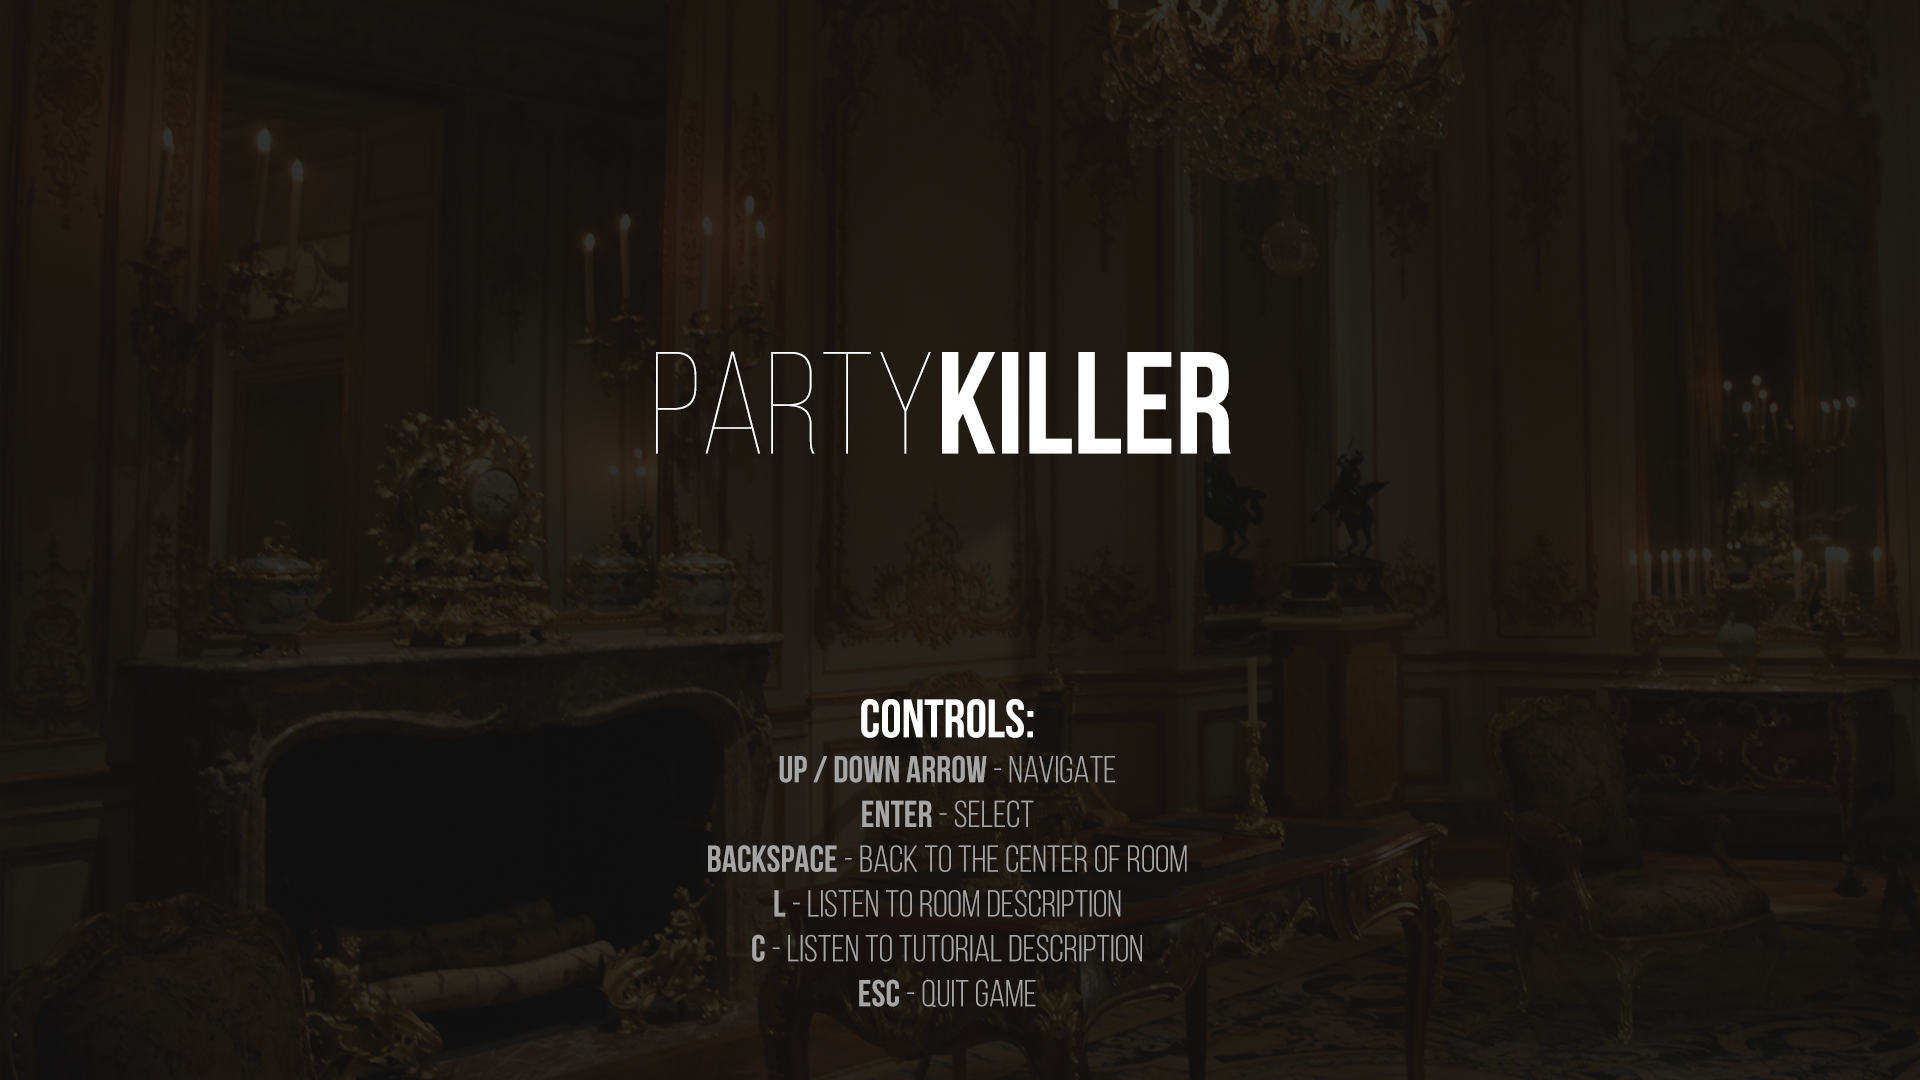 PARTYKILLER
CONTROLS:
UP / DOWN ARROW - NAVIGATE
ENTER - SELECT
BACKSPACE - BACK TO THE CENTER OF ROOM
L - LISTEN TO ROOM DESCRIPTION
C - LISTEN TO TUTORIAL DESCRIPTION
ESC - QUIT GAME